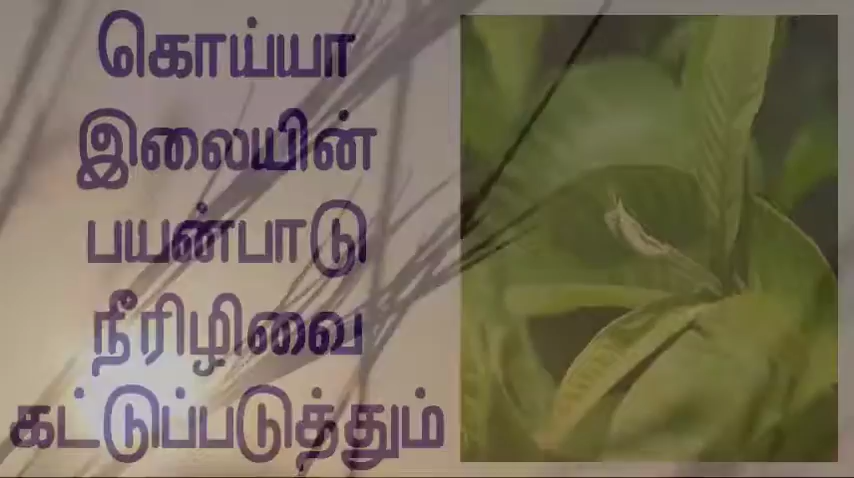 கொய்யா
இலையின்
பயன்பாடு
நீரிழிவை
கட்டுப்படுத்தும்